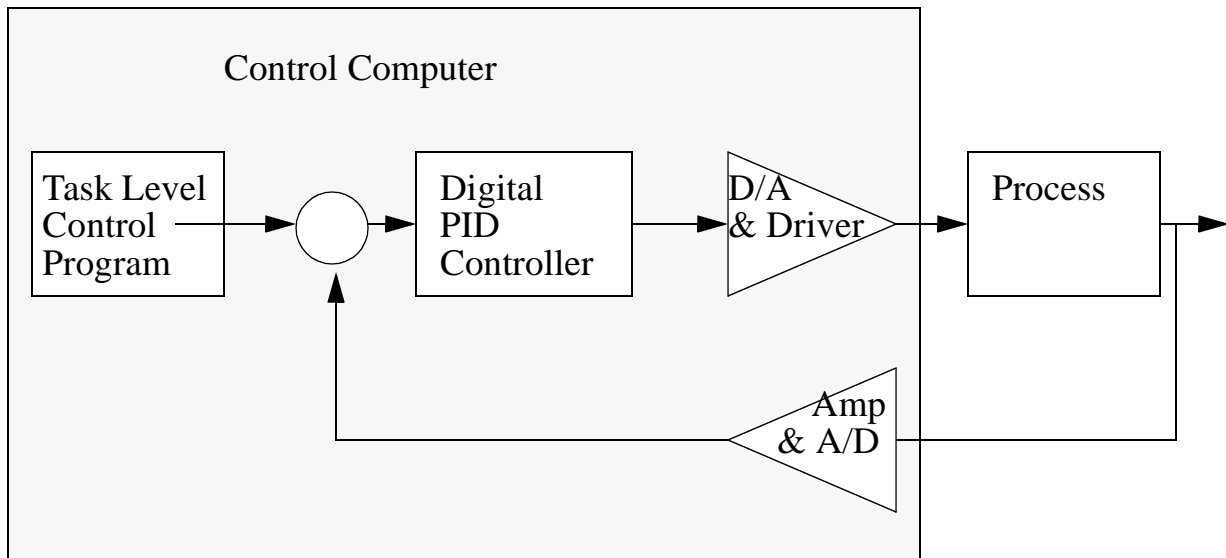 Control Computer
Task Level
Control
Program
Digital
PID
Controller
D/A
& Driver
Process
Amp
& A/D